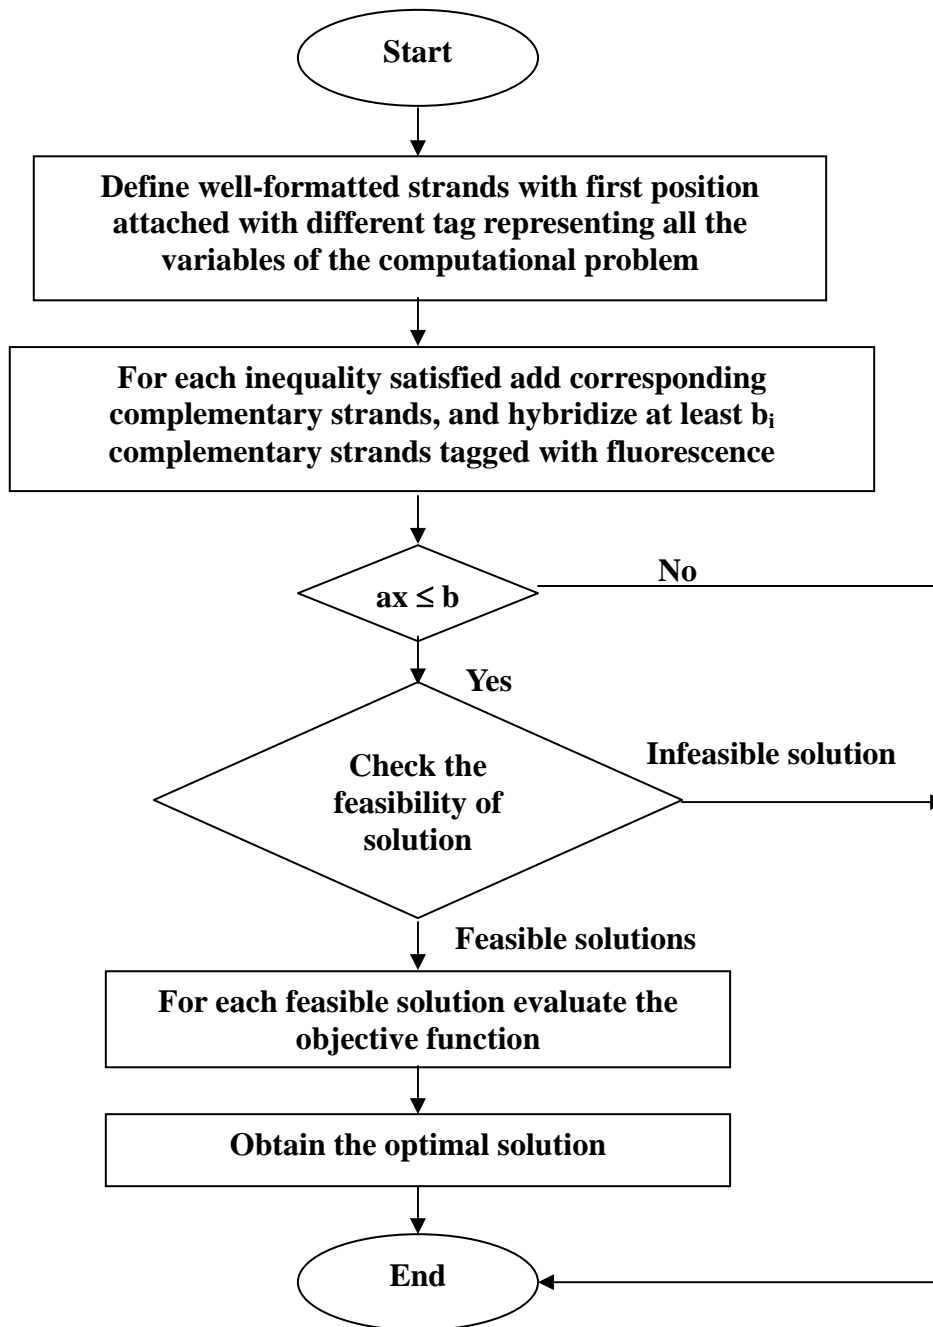 Start
Define well-formatted strands with first position
attached with different tag representing all the
variables of the computational problem
For each inequality satisfied add corresponding
complementary strands, and hybridize at least bᵢ
complementary strands tagged with fluorescence
No
ax ≤ b
Yes
Infeasible solution
Check the
feasibility of
solution
Feasible solutions
For each feasible solution evaluate the
objective function
Obtain the optimal solution
End